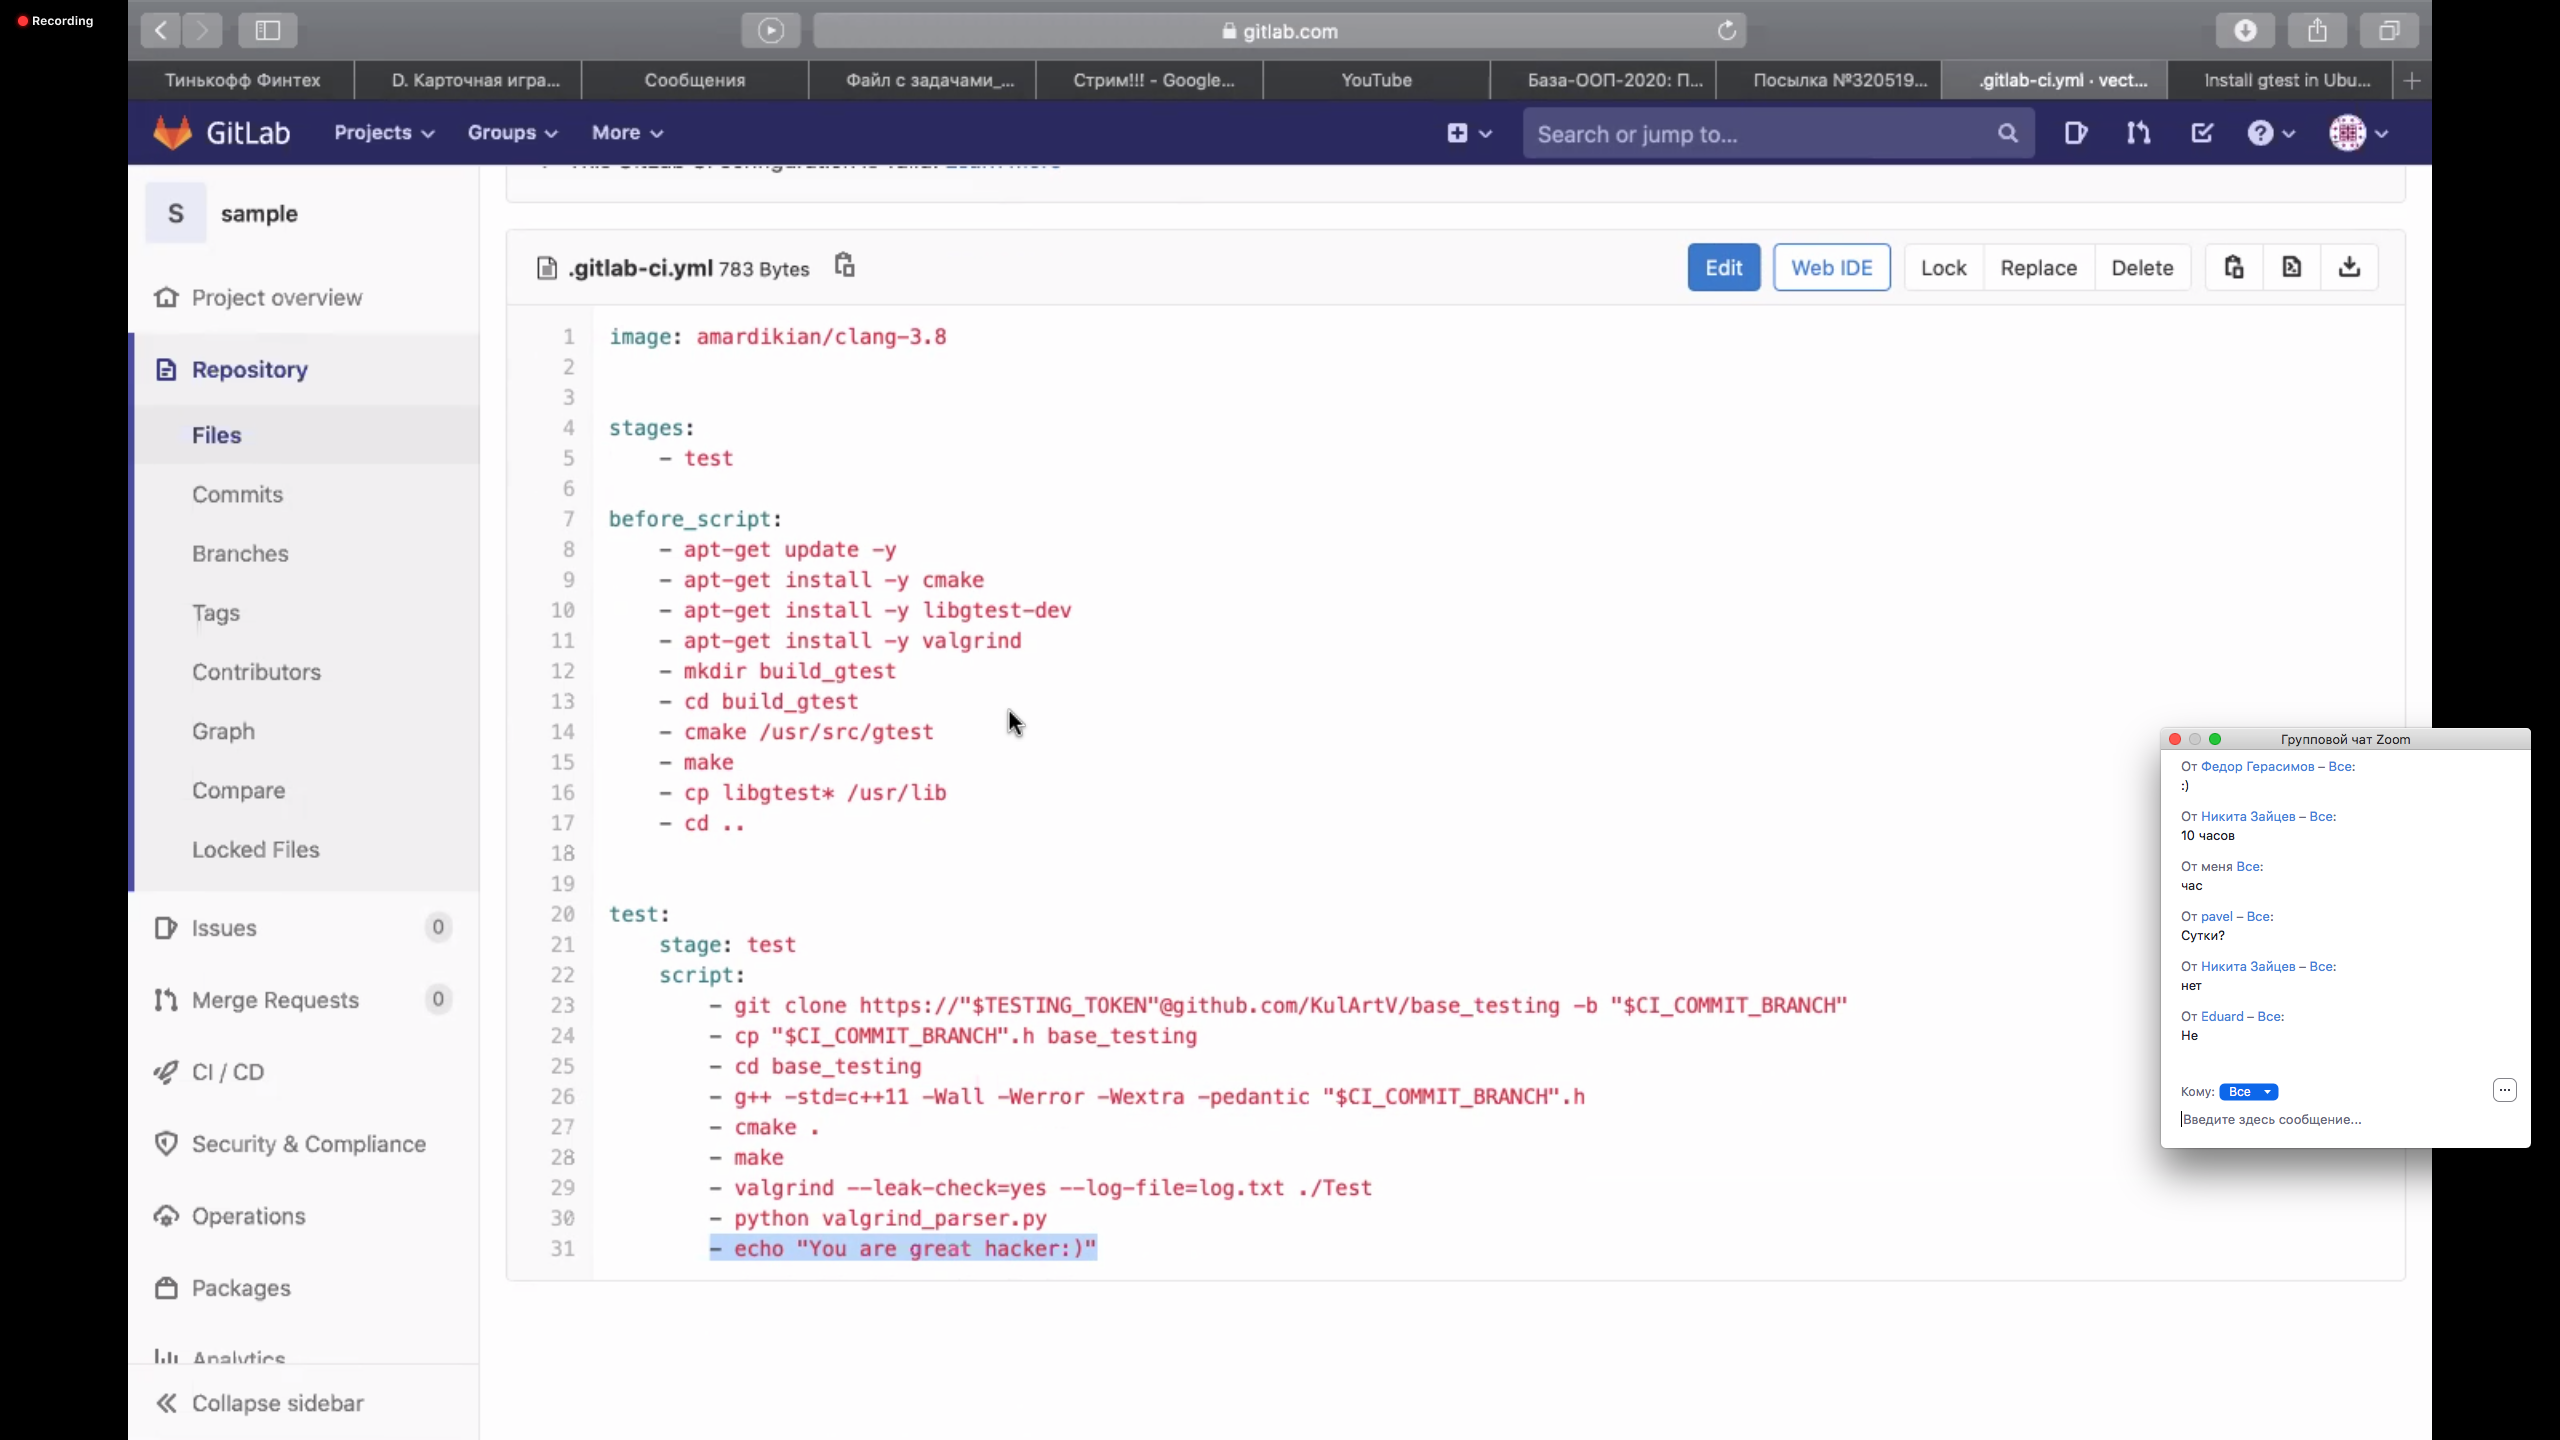 Recording
gitlab.com
Тинькофф Финтех
D. Карточная игра...
Сообщения
Файл с задачами_...
Стрим!!! - Google...
YouTube
База-ООП-2020: П...
Посылка №320519...
.gitlab-ci.yml · vect...
Install gtest in Ubu...
GitLab
Projects
Groups
More
Search or jump to...
S
sample
Project overview
Repository
Files
Commits
Branches
Tags
Contributors
Graph
Compare
Locked Files
Issues 0
Merge Requests 0
CI / CD
Security & Compliance
Operations
Packages
Analytics
Collapse sidebar
This GitLab CI configuration is valid. Learn more
.gitlab-ci.yml 783 Bytes
Edit
Web IDE
Lock
Replace
Delete
1 image: amardikian/clang-3.8
2
3
4 stages:
5 - test
6
7 before_script:
8 - apt-get update -y
9 - apt-get install -y cmake
10 - apt-get install -y libgtest-dev
11 - apt-get install -y valgrind
12 - mkdir build_gtest
13 - cd build_gtest
14 - cmake /usr/src/gtest
15 - make
16 - cp libgtest* /usr/lib
17 - cd ..
18
19
20 test:
21 stage: test
22 script:
23 - git clone https://"$TESTING_TOKEN"@github.com/KulArtV/base_testing -b "$CI_COMMIT_BRANCH"
24 - cp "$CI_COMMIT_BRANCH".h base_testing
25 - cd base_testing
26 - g++ -std=c++11 -Wall -Werror -Wextra -pedantic "$CI_COMMIT_BRANCH".h
27 - cmake .
28 - make
29 - valgrind --leak-check=yes --log-file=log.txt ./Test
30 - python valgrind_parser.py
31 - echo "You are great hacker:)"
Групповой чат Zoom
От Федор Герасимов – Все:
:)
От Никита Зайцев – Все:
10 часов
От меня Все:
час
От pavel – Все:
Сутки?
От Никита Зайцев – Все:
нет
От Eduard – Все:
Не
Кому: Все
Введите здесь сообщение...